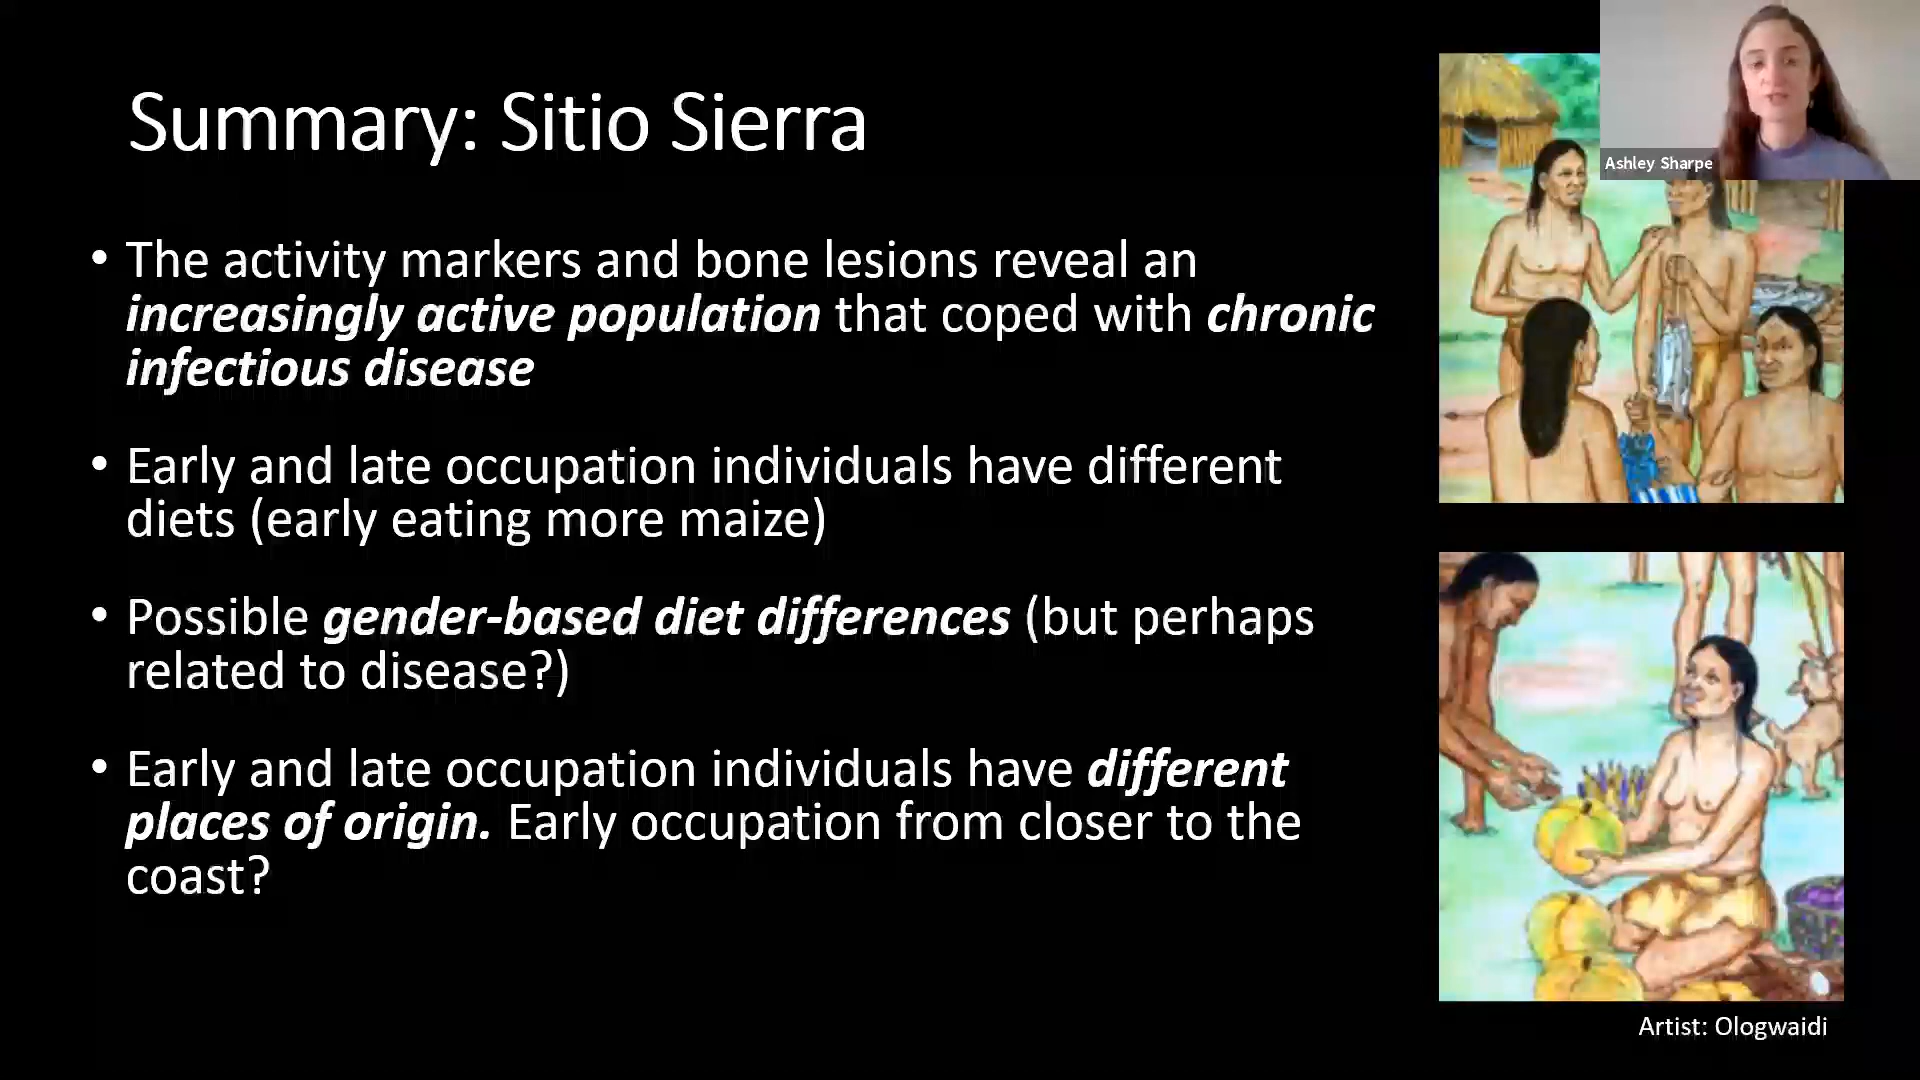 Summary: Sitio Sierra
Ashley Sharpe
• The activity markers and bone lesions reveal an
increasingly active population that coped with chronic
infectious disease
• Early and late occupation individuals have different
diets (early eating more maize)
• Possible gender-based diet differences (but perhaps
related to disease?)
• Early and late occupation individuals have different
places of origin. Early occupation from closer to the
coast?
Artist: Ologwaidi